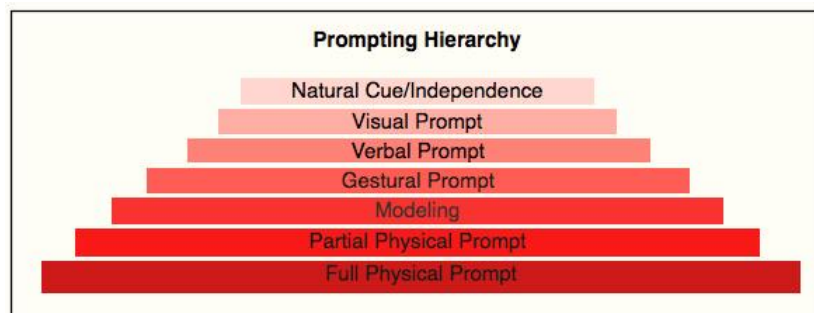 Prompting Hierarchy
Natural Cue/Independence
Visual Prompt
Verbal Prompt
Gestural Prompt
Modeling
Partial Physical Prompt
Full Physical Prompt